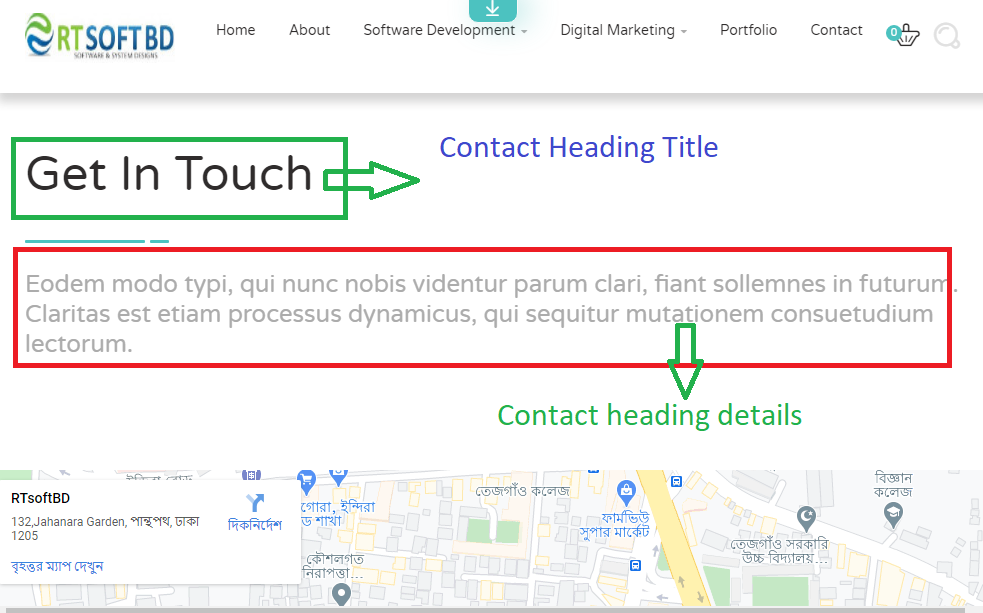 RTSOFTBD
SOFTWARE & SYSTEM DESIGNS
Home About Software Development Digital Marketing Portfolio Contact 0
Get In Touch
Contact Heading Title
Eodem modo typi, qui nunc nobis videntur parum clari, fiant sollemnes in futurum.
Claritas est etiam processus dynamicus, qui sequitur mutationem consuetudium
lectorum.
Contact heading details
RTsoftBD
132,Jahanara Garden, পান্থপথ, ঢাকা
1205
দিকনির্দেশ
বৃহত্তর ম্যাপ দেখুন
গোরা, ইন্দিরা
ড শাখা
কৌশলগত
নিরাপত্তা...
তেজগাঁও কলেজ
ফার্মভিউ
সুপার মার্কেট
তেজগাঁও সরকারি
উচ্চ বিদ্যালয়...
বিজ্ঞান
কলেজ